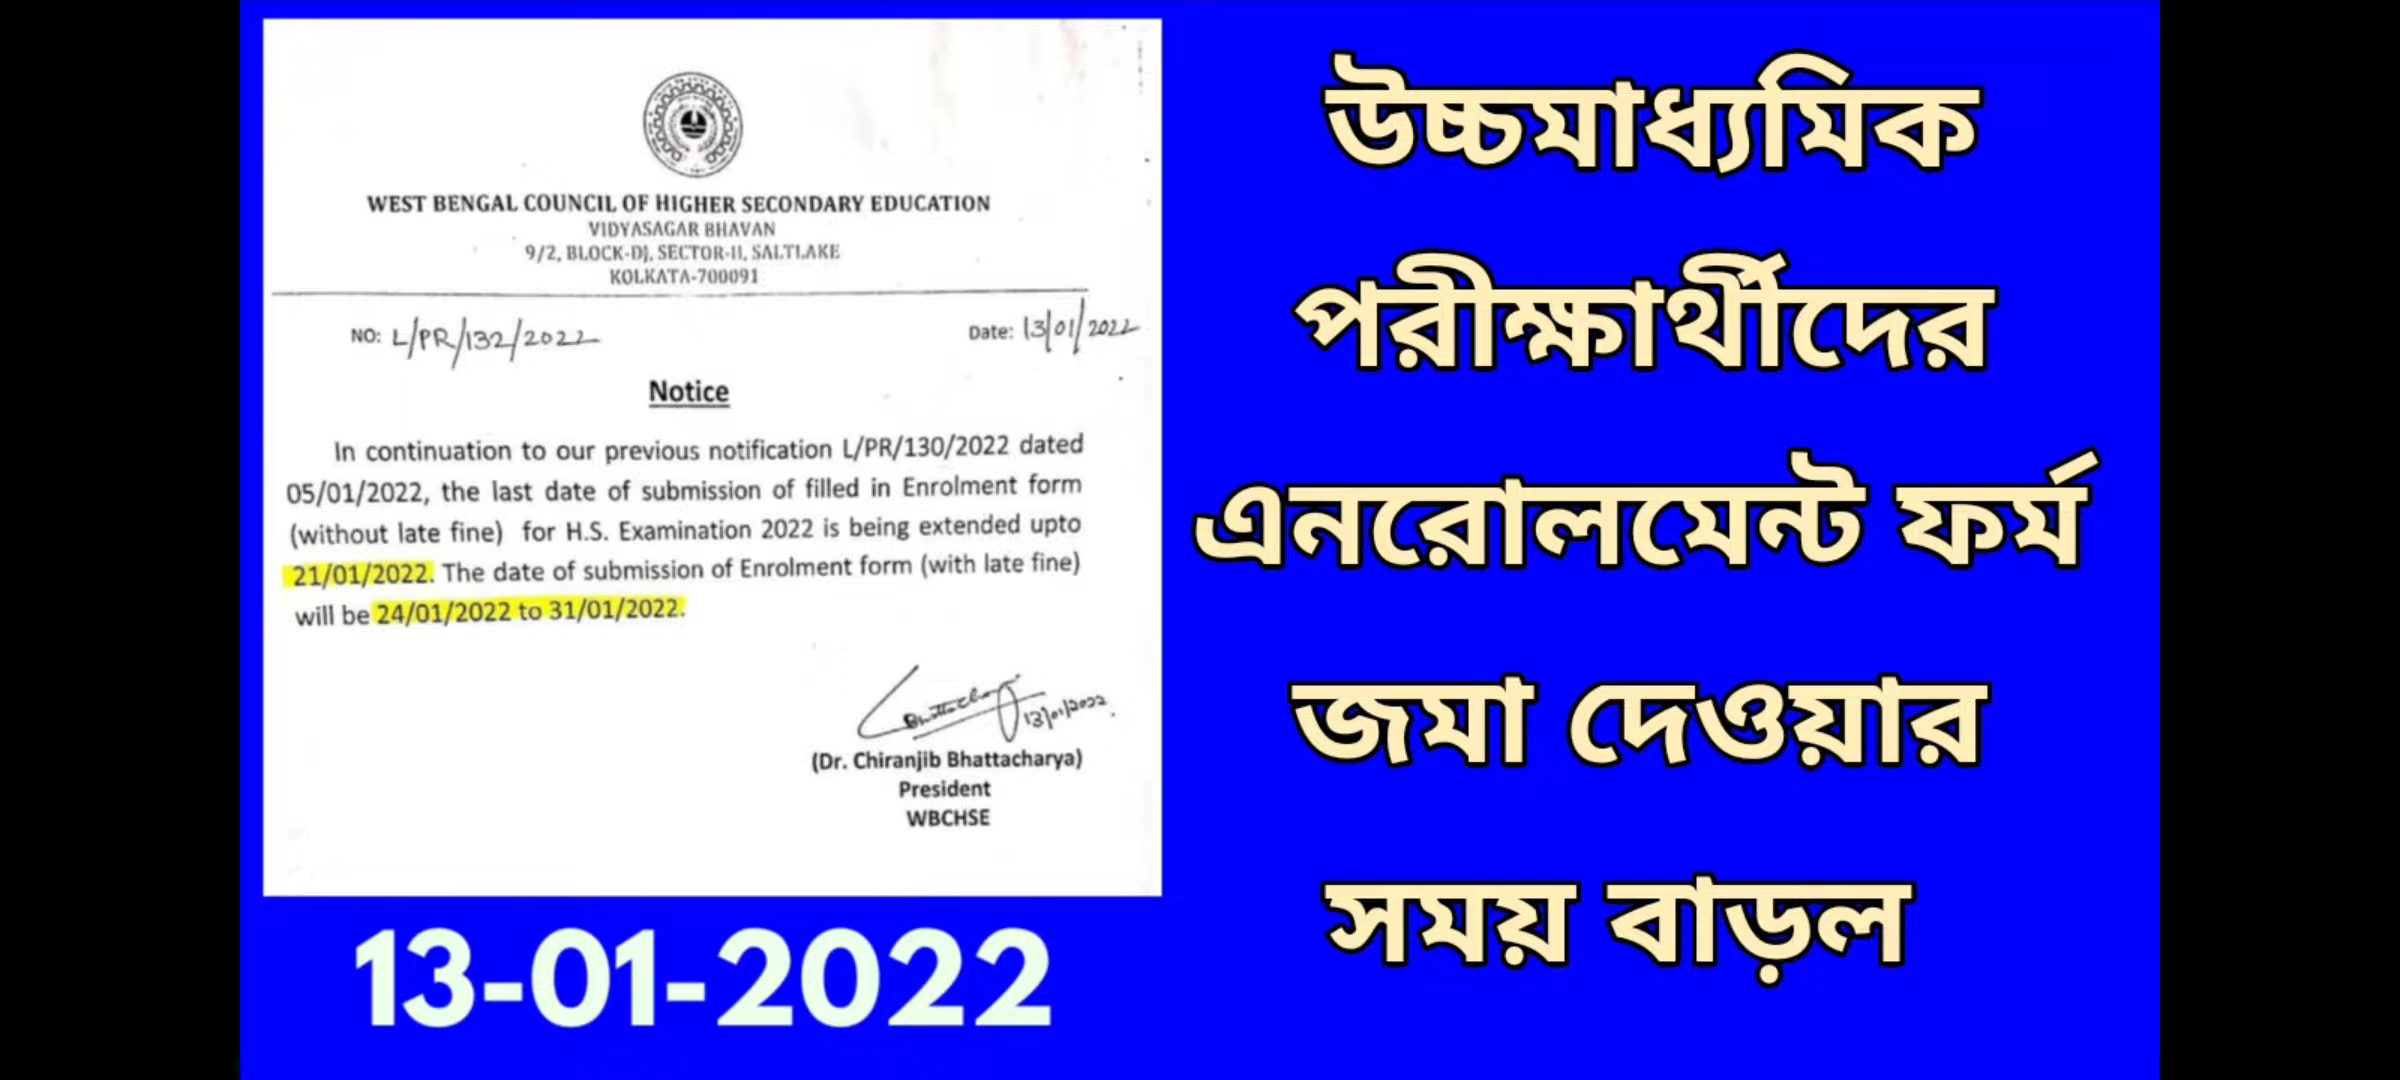 WEST BENGAL COUNCIL OF HIGHER SECONDARY EDUCATION
VIDYASAGAR BHAVAN
9/2, BLOCK-DJ, SECTOR-II, SALTLAKE
KOLKATA-700091
NO: L/PR/132/2022
Date: 13/01/2022
Notice
In continuation to our previous notification L/PR/130/2022 dated
05/01/2022, the last date of submission of filled in Enrolment form
(without late fine) for H.S. Examination 2022 is being extended upto
21/01/2022. The date of submission of Enrolment form (with late fine)
will be 24/01/2022 to 31/01/2022.
13/01/2022.
(Dr. Chiranjib Bhattacharya)
President
WBCHSE
13-01-2022
উচ্চমাধ্যমিক
পরীক্ষার্থীদের
এনরোলমেন্ট ফর্ম
জমা দেওয়ার
সময় বাড়ল